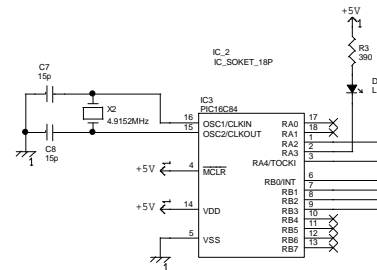 +5V
1
R3
390
D
L
IC_2
IC_SOKET_18P
C7
15p
X2
4.9152MHz
C8
15p
1
IC3
PIC16C84
16 OSC1/CLKIN
15 OSC2/CLKOUT
+5V 1 4 MCLR
+5V 1 14 VDD
5 VSS
1
RA0 17
RA1 18
RA2 1
RA3 2
RA4/TOCKI 3
RB0/INT 6
RB1 7
RB2 8
RB3 9
RB4 10
RB5 11
RB6 12
RB7 13